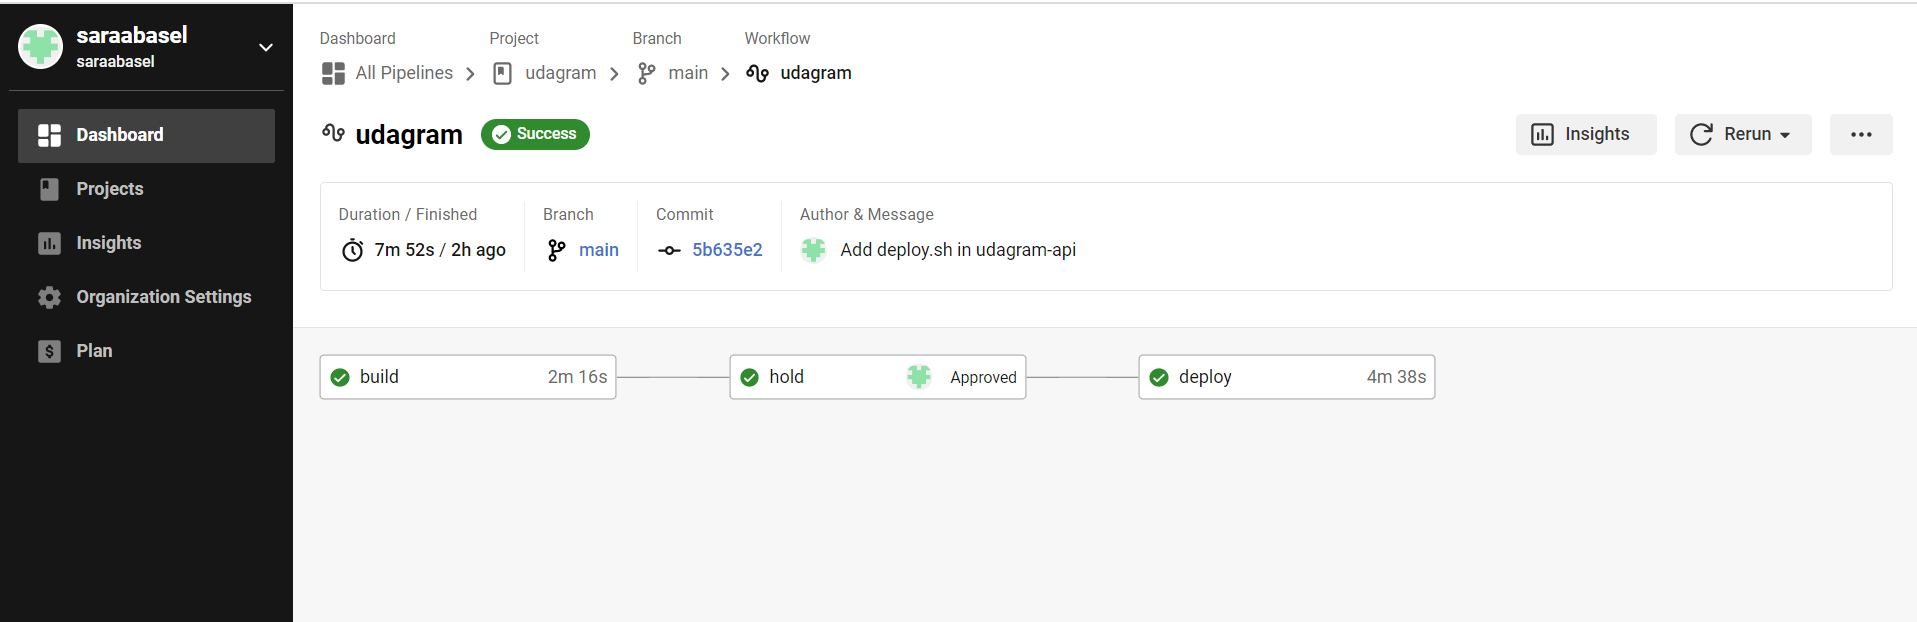 saraabasel
saraabasel
Dashboard
Projects
Insights
Organization Settings
Plan
Dashboard Project Branch Workflow
All Pipelines udagram main udagram
udagram Success Insights Rerun
Duration / Finished Branch Commit Author & Message
7m 52s / 2h ago main 5b635e2 Add deploy.sh in udagram-api
build 2m 16s hold Approved deploy 4m 38s